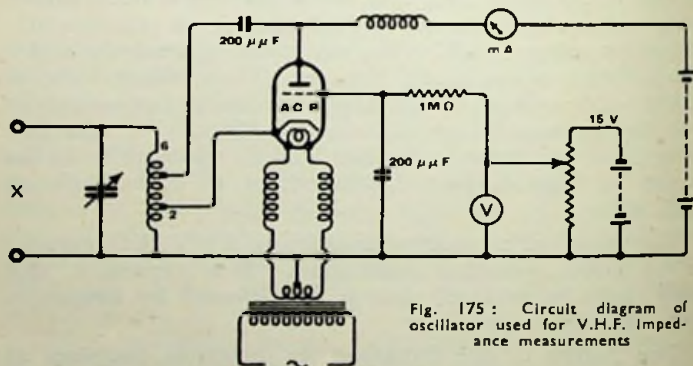 200 μμF
mA
A C P
1MΩ
15 V
6
X
200 μμF
2
V
Fig. 175 : Circuit diagram of
oscillator used for V.H.F. Imped-
ance measurements